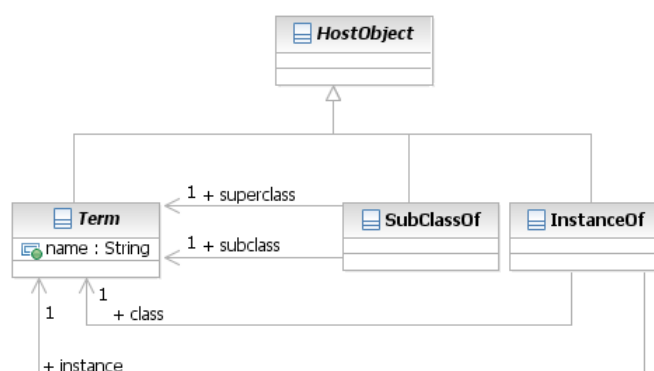 HostObject
1 + superclass
Term
SubClassOf
InstanceOf
name : String
1 + subclass
1
1
+ class
+ instance